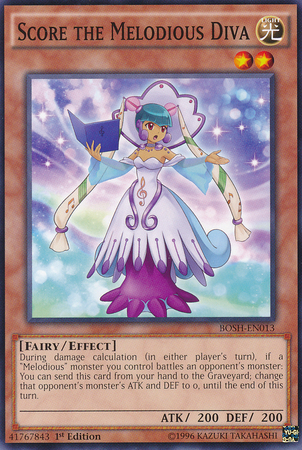 SCORE THE MELODIOUS DIVA
LIGHT
光
BOSH-EN013
[FAIRY/EFFECT]
During damage calculation (in either player's turn), if a
"Melodious" monster you control battles an opponent's monster:
You can send this card from your hand to the Graveyard; change
that opponent's monster's ATK and DEF to 0, until the end of this
turn.
ATK/ 200 DEF/ 200
41767843 1st Edition ©1996 KAZUKI TAKAHASHI